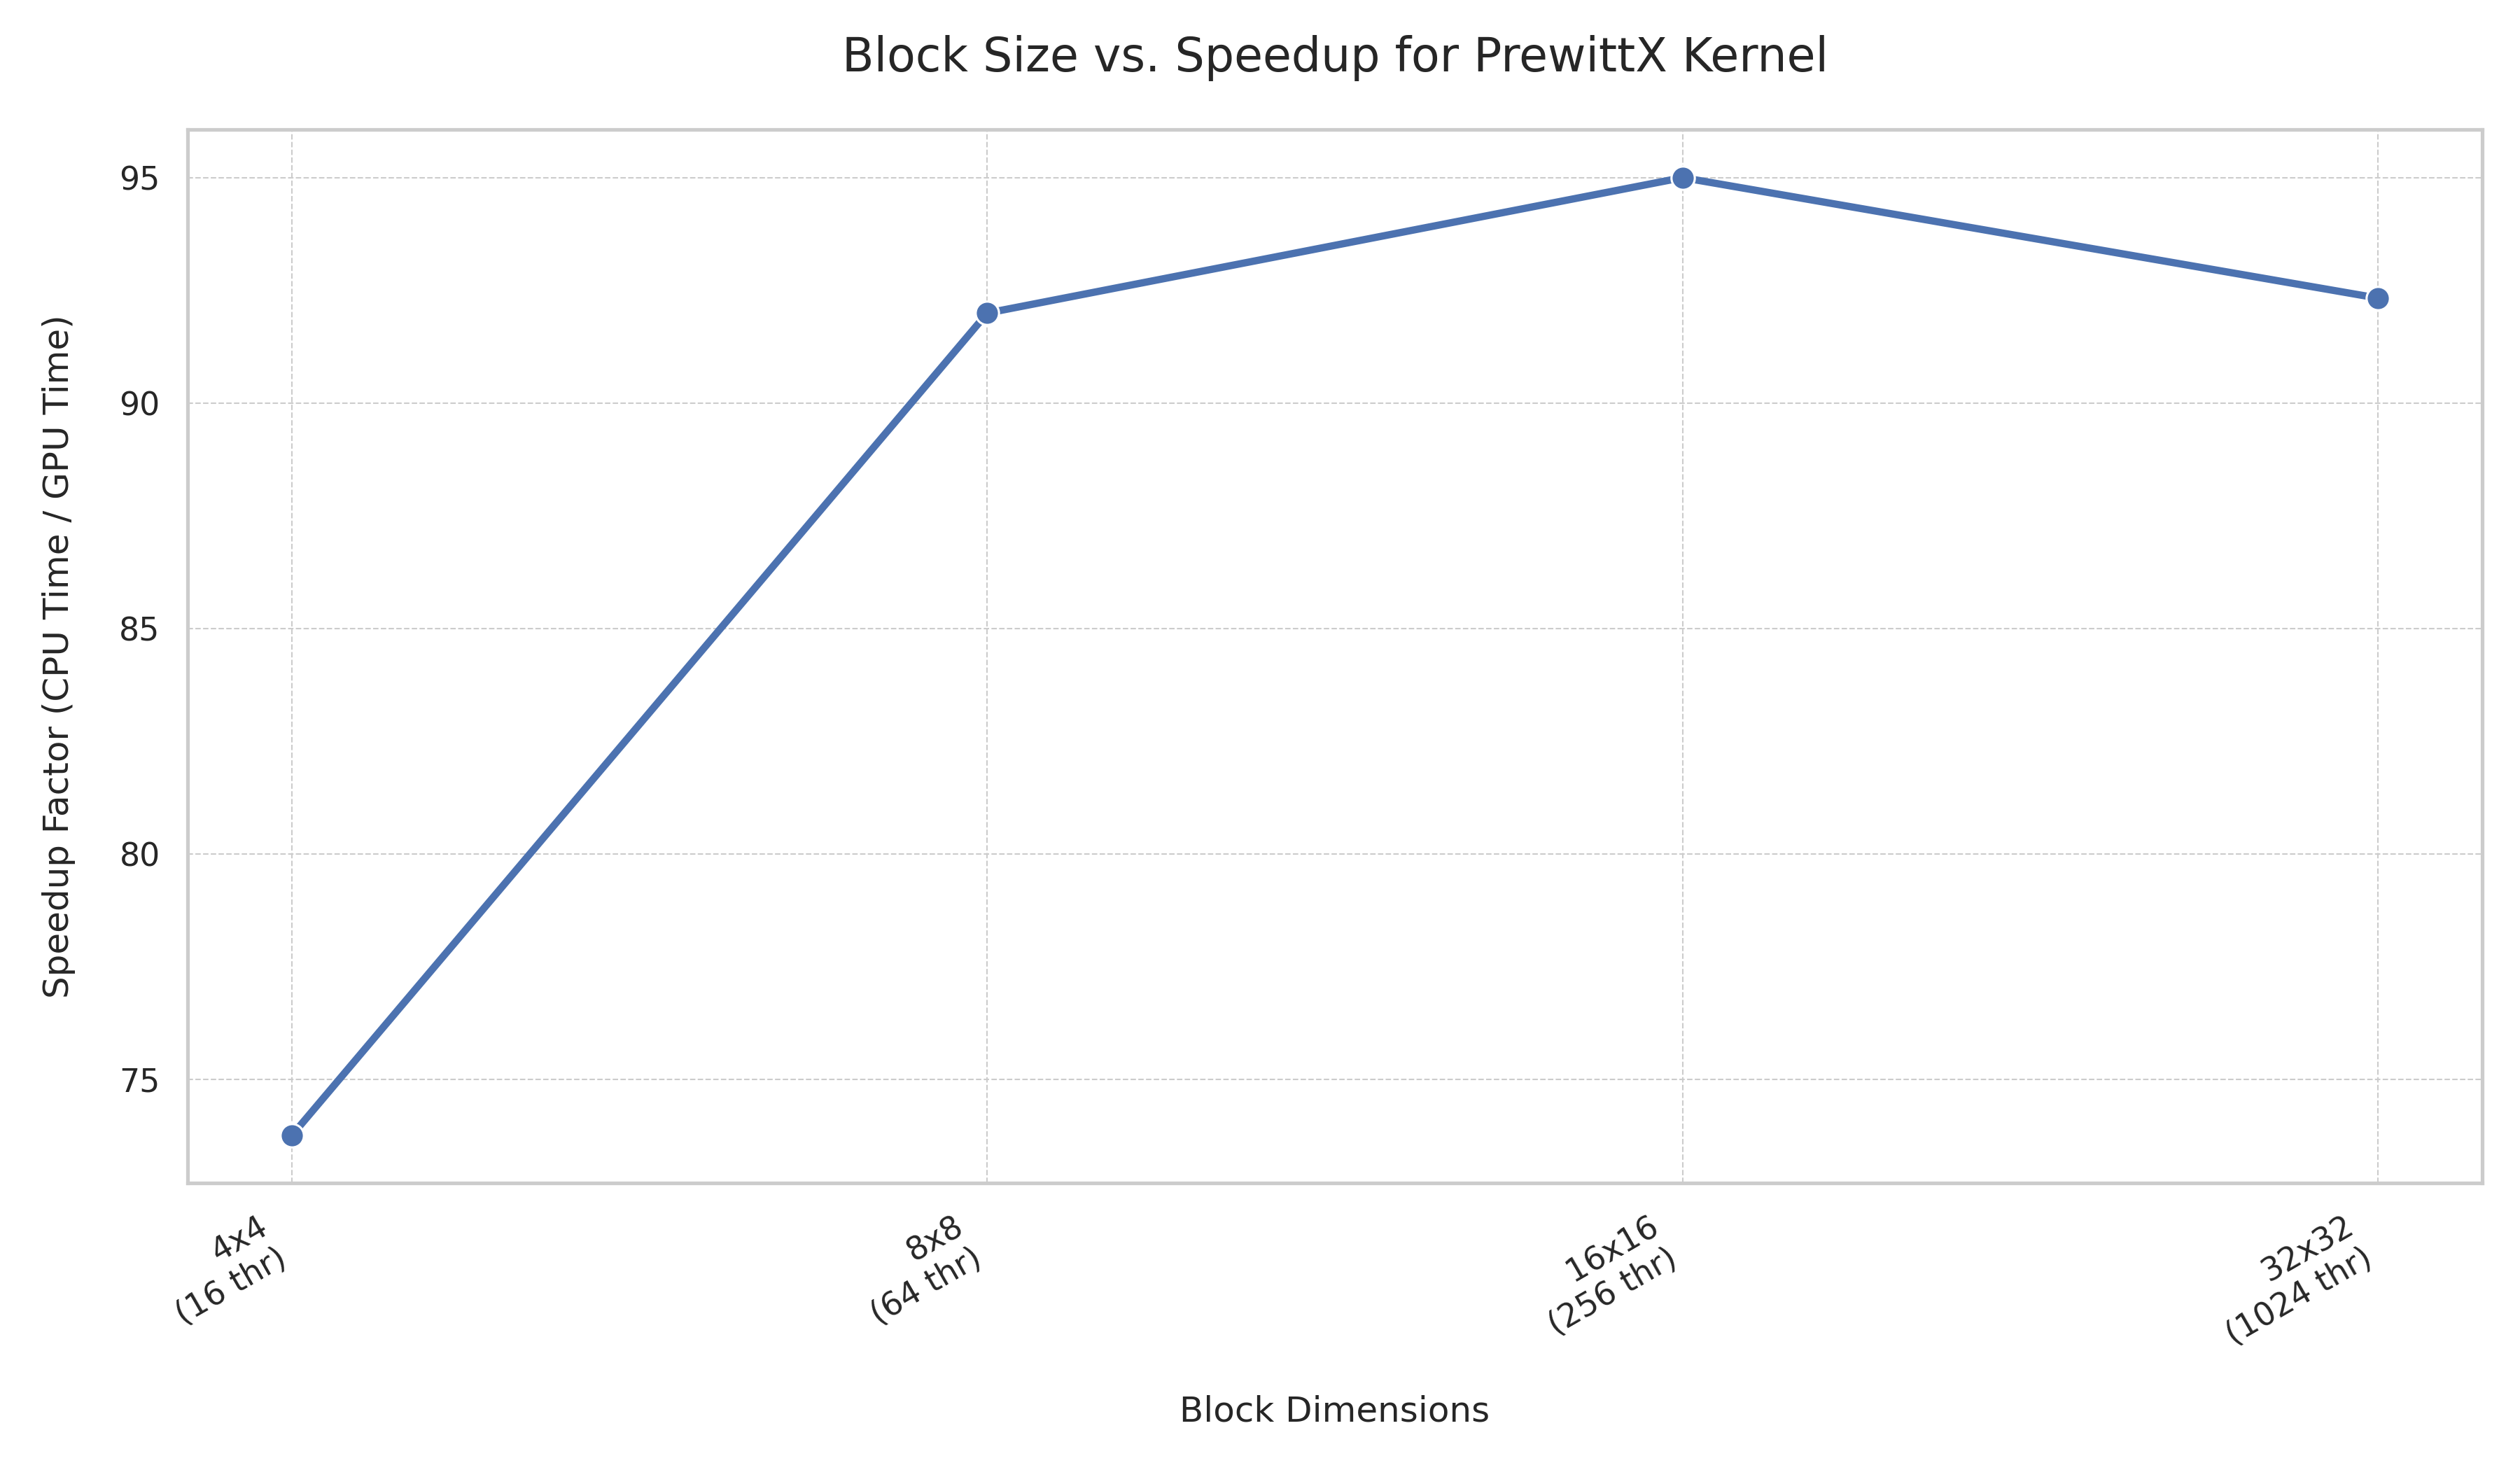 Block Size vs. Speedup for PrewittX Kernel
Speedup Factor (CPU Time / GPU Time)
95
90
85
80
75
4x4
(16 thr)
8x8
(64 thr)
16x16
(256 thr)
32x32
(1024 thr)
Block Dimensions